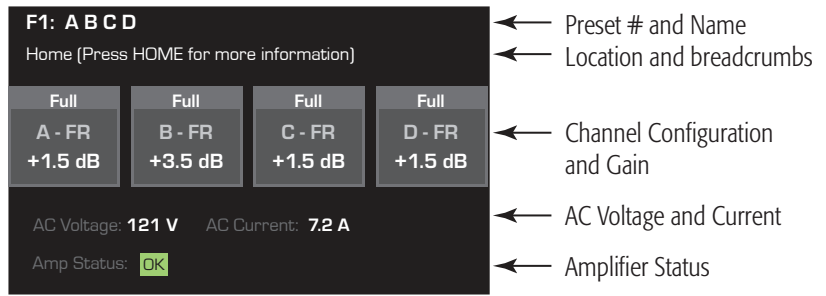 F1: A B C D
Preset # and Name
Home (Press HOME for more information)
Location and breadcrumbs
Full Full Full Full
A - FR B - FR C - FR D - FR
+1.5 dB +3.5 dB +1.5 dB +1.5 dB
Channel Configuration
and Gain
AC Voltage: 121 V AC Current: 7.2 A
AC Voltage and Current
Amp Status: OK
Amplifier Status